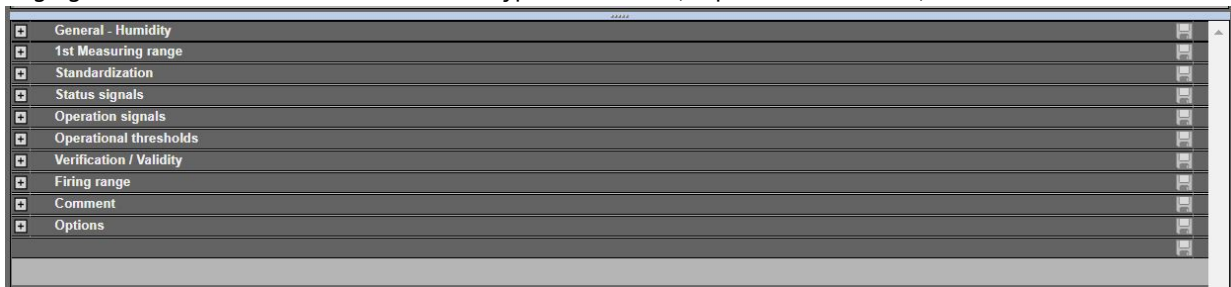 General - Humidity
1st Measuring range
Standardization
Status signals
Operation signals
Operational thresholds
Verification / Validity
Firing range
Comment
Options